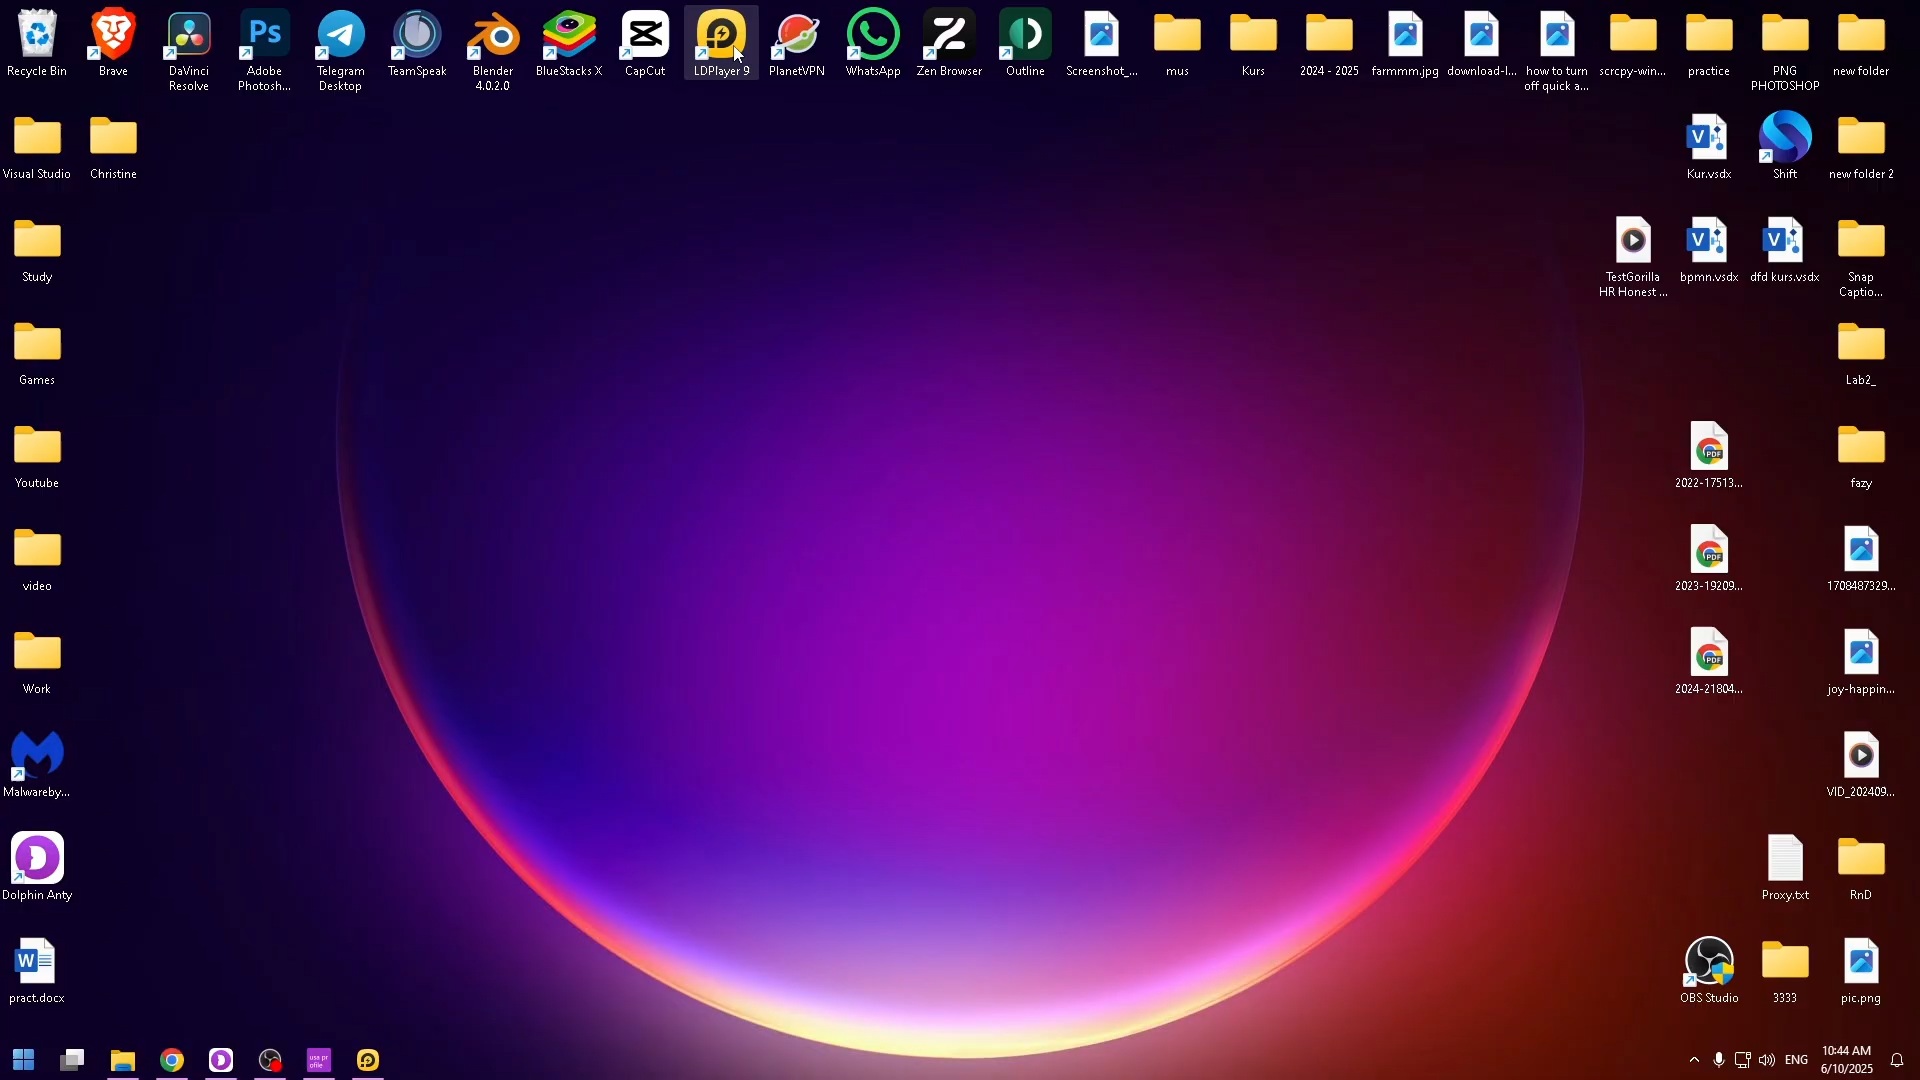 Recycle Bin
Brave
DaVinci
Resolve
Adobe
Photosh...
Telegram
Desktop
TeamSpeak
Blender
4.0.2.0
BlueStacks X
CapCut
LDPlayer 9
PlanetVPN
WhatsApp
Zen Browser
Outline
Screenshot_...
mus
Kurs
2024 - 2025
farmmm.jpg
download-l...
how to turn
off quick a...
scrcpy-win...
practice
PNG
PHOTOSHOP
new folder
Visual Studio
Christine
Kur.vsdx
Shift
new folder 2
Study
TestGorilla
HR Honest ...
bpmn.vsdx
dfd kurs.vsdx
Snap
Captio...
Games
Lab2_
Youtube
2022-17513...
fazy
video
2023-19209...
1708487329...
Work
2024-21804...
joy-happin...
Malwareby...
VID_202409...
Dolphin Anty
Proxy.txt
RnD
pract.docx
OBS Studio
3333
pic.png
usa pr
ofile
ENG
10:44 AM
6/10/2025